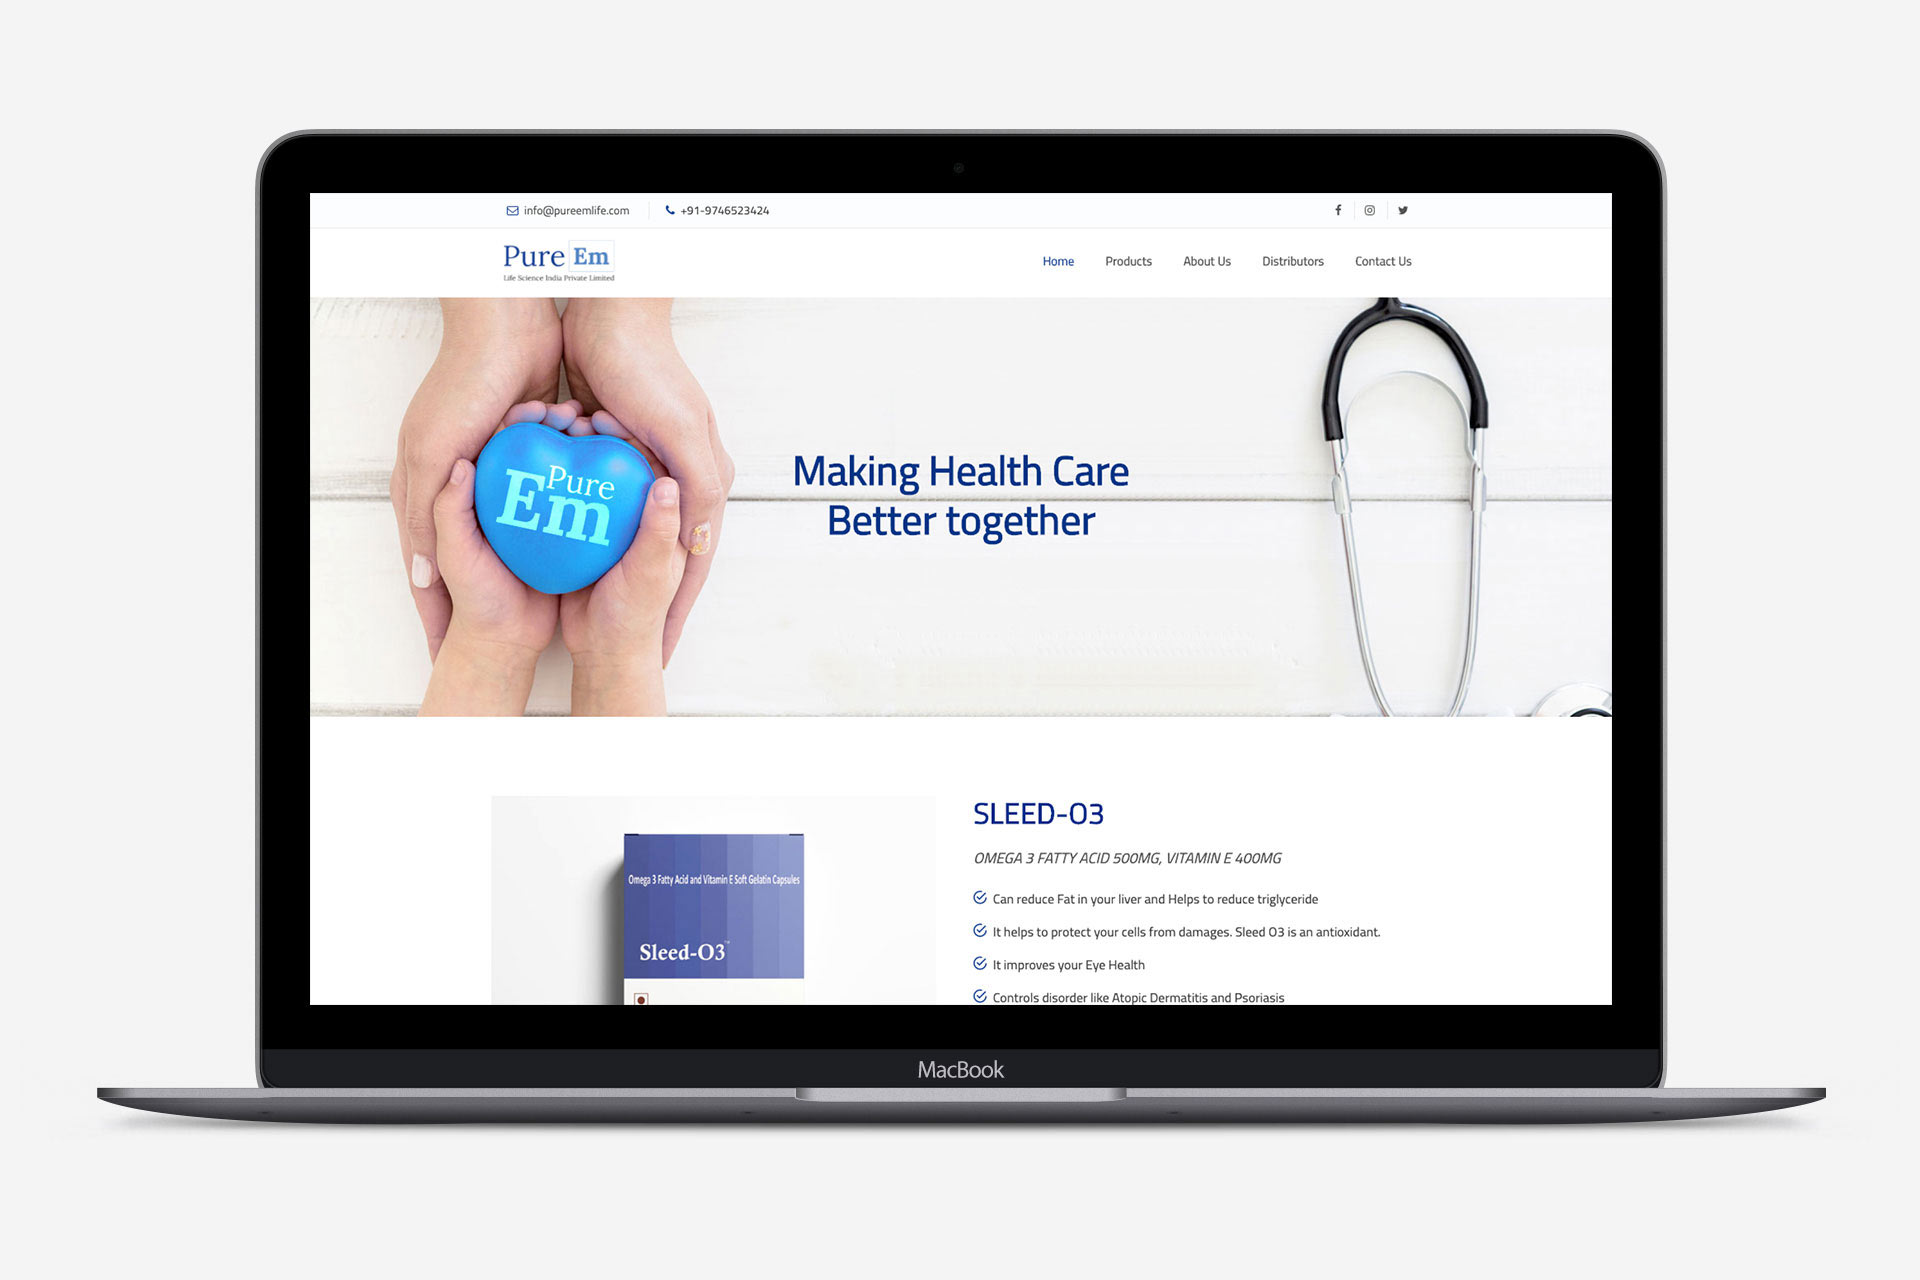 info@pureemlife.com
+91-9746523424
Pure Em
Life Science India Private Limited
Home
Products
About Us
Distributors
Contact Us
Pure
Em
Making Health Care
Better together
SLEED-O3
OMEGA 3 FATTY ACID 500MG, VITAMIN E 400MG
Can reduce Fat in your liver and Helps to reduce triglyceride
It helps to protect your cells from damages. Sleed O3 is an antioxidant.
It improves your Eye Health
Controls disorder like Atopic Dermatitis and Psoriasis
Omega 3 Fatty Acid and Vitamin E Soft Gelatin Capsules
Sleed-O3™
MacBook